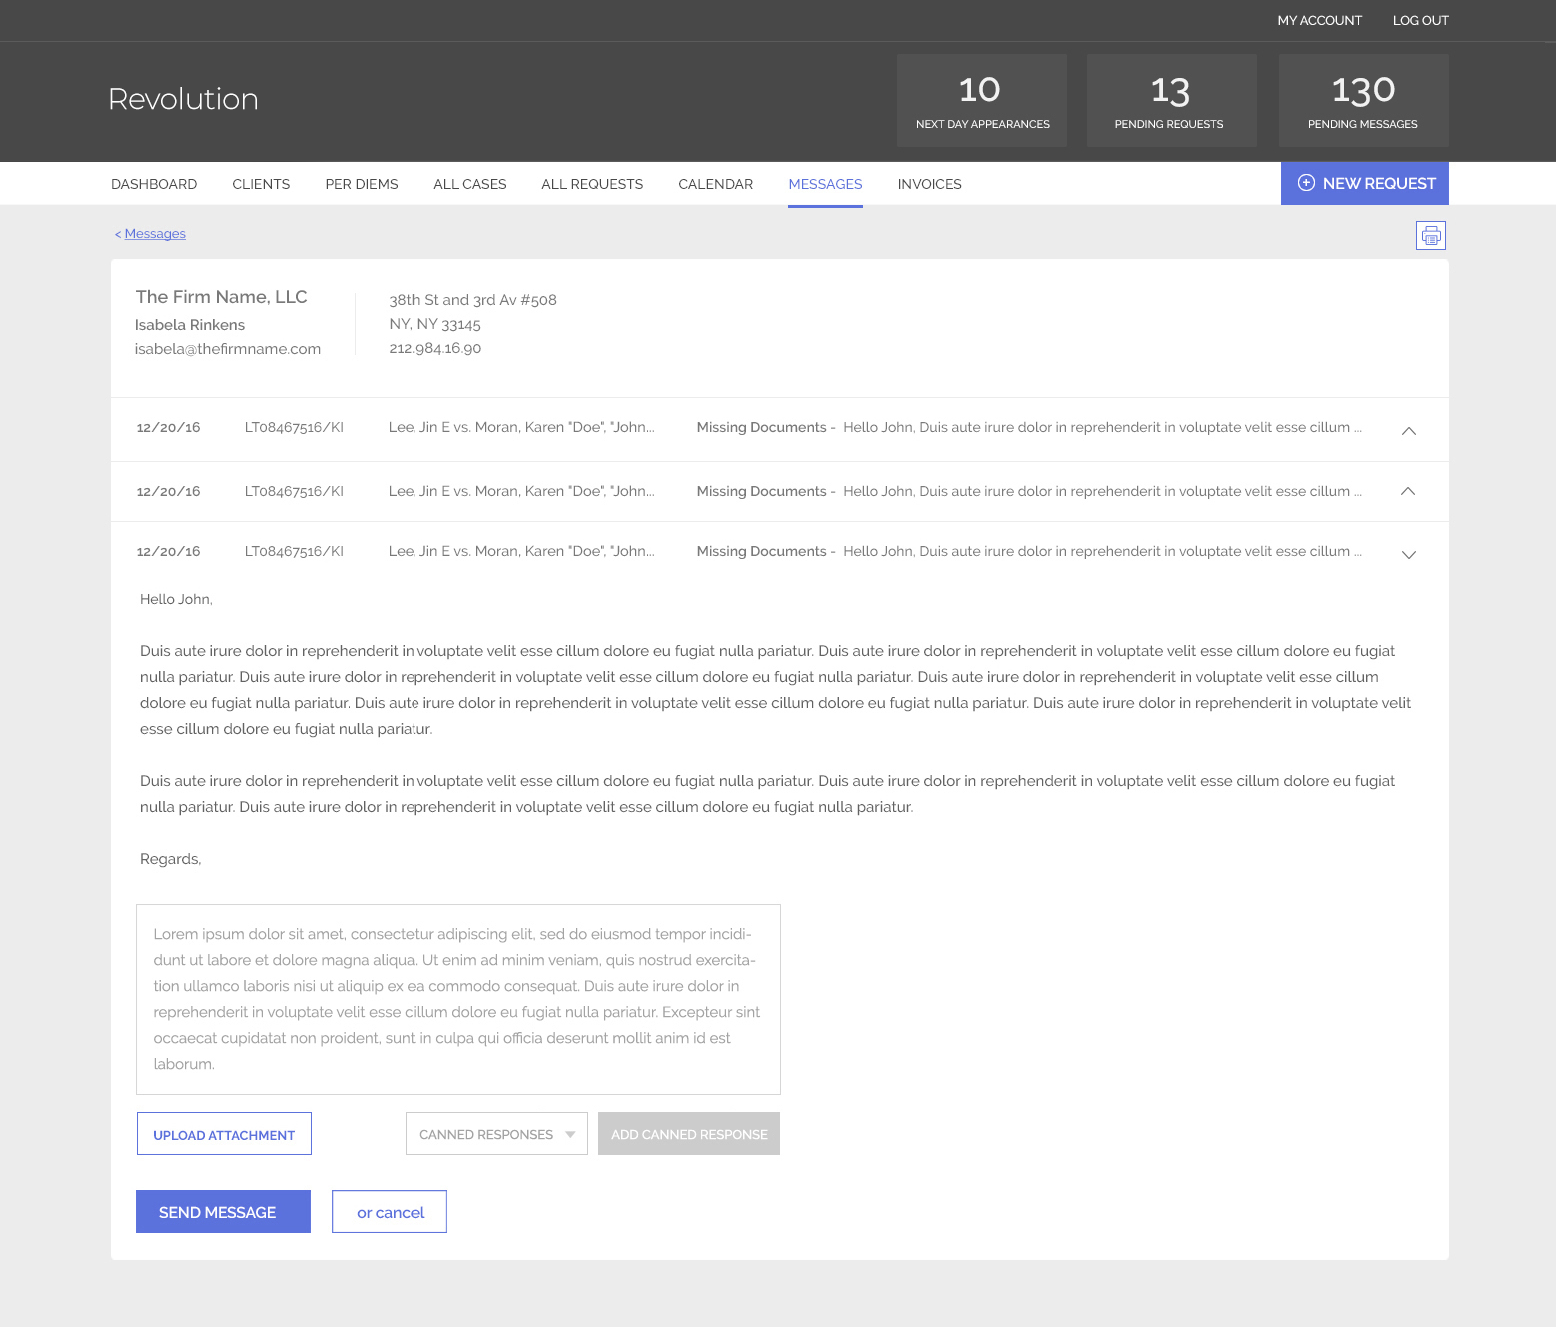 MY ACCOUNT LOG OUT
Revolution
10
NEXT DAY APPEARANCES
13
PENDING REQUESTS
130
PENDING MESSAGES
DASHBOARD CLIENTS PER DIEMS ALL CASES ALL REQUESTS CALENDAR MESSAGES INVOICES NEW REQUEST
< Messages
The Firm Name, LLC
Isabela Rinkens
isabela@thefirmname.com
38th St and 3rd Av #508
NY, NY 33145
212.984.16.90
12/20/16 LT08467516/KI Lee. Jin E vs. Moran, Karen "Doe", "John... Missing Documents - Hello John, Duis aute irure dolor in reprehenderit in voluptate velit esse cillum ...
12/20/16 LT08467516/KI Lee. Jin E vs. Moran, Karen "Doe", "John... Missing Documents - Hello John, Duis aute irure dolor in reprehenderit in voluptate velit esse cillum ...
12/20/16 LT08467516/KI Lee. Jin E vs. Moran, Karen "Doe", "John... Missing Documents - Hello John, Duis aute irure dolor in reprehenderit in voluptate velit esse cillum ...
Hello John,
Duis aute irure dolor in reprehenderit in voluptate velit esse cillum dolore eu fugiat nulla pariatur. Duis aute irure dolor in reprehenderit in voluptate velit esse cillum dolore eu fugiat
nulla pariatur. Duis aute irure dolor in reprehenderit in voluptate velit esse cillum dolore eu fugiat nulla pariatur. Duis aute irure dolor in reprehenderit in voluptate velit esse cillum
dolore eu fugiat nulla pariatur. Duis aute irure dolor in reprehenderit in voluptate velit esse cillum dolore eu fugiat nulla pariatur. Duis aute irure dolor in reprehenderit in voluptate velit
esse cillum dolore eu fugiat nulla pariatur.
Duis aute irure dolor in reprehenderit in voluptate velit esse cillum dolore eu fugiat nulla pariatur. Duis aute irure dolor in reprehenderit in voluptate velit esse cillum dolore eu fugiat
nulla pariatur. Duis aute irure dolor in reprehenderit in voluptate velit esse cillum dolore eu fugiat nulla pariatur.
Regards,
Lorem ipsum dolor sit amet, consectetur adipiscing elit, sed do eiusmod tempor incidi-
dunt ut labore et dolore magna aliqua. Ut enim ad minim veniam, quis nostrud exercita-
tion ullamco laboris nisi ut aliquip ex ea commodo consequat. Duis aute irure dolor in
reprehenderit in voluptate velit esse cillum dolore eu fugiat nulla pariatur. Excepteur sint
occaecat cupidatat non proident, sunt in culpa qui officia deserunt mollit anim id est
laborum.
UPLOAD ATTACHMENT CANNED RESPONSES ADD CANNED RESPONSE
SEND MESSAGE or cancel